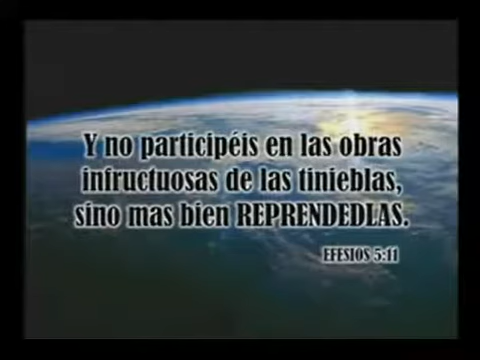 Y no participéis en las obras
infructuosas de las tinieblas,
sino mas bien REPRENDEDLAS.
EFESIOS 5:11